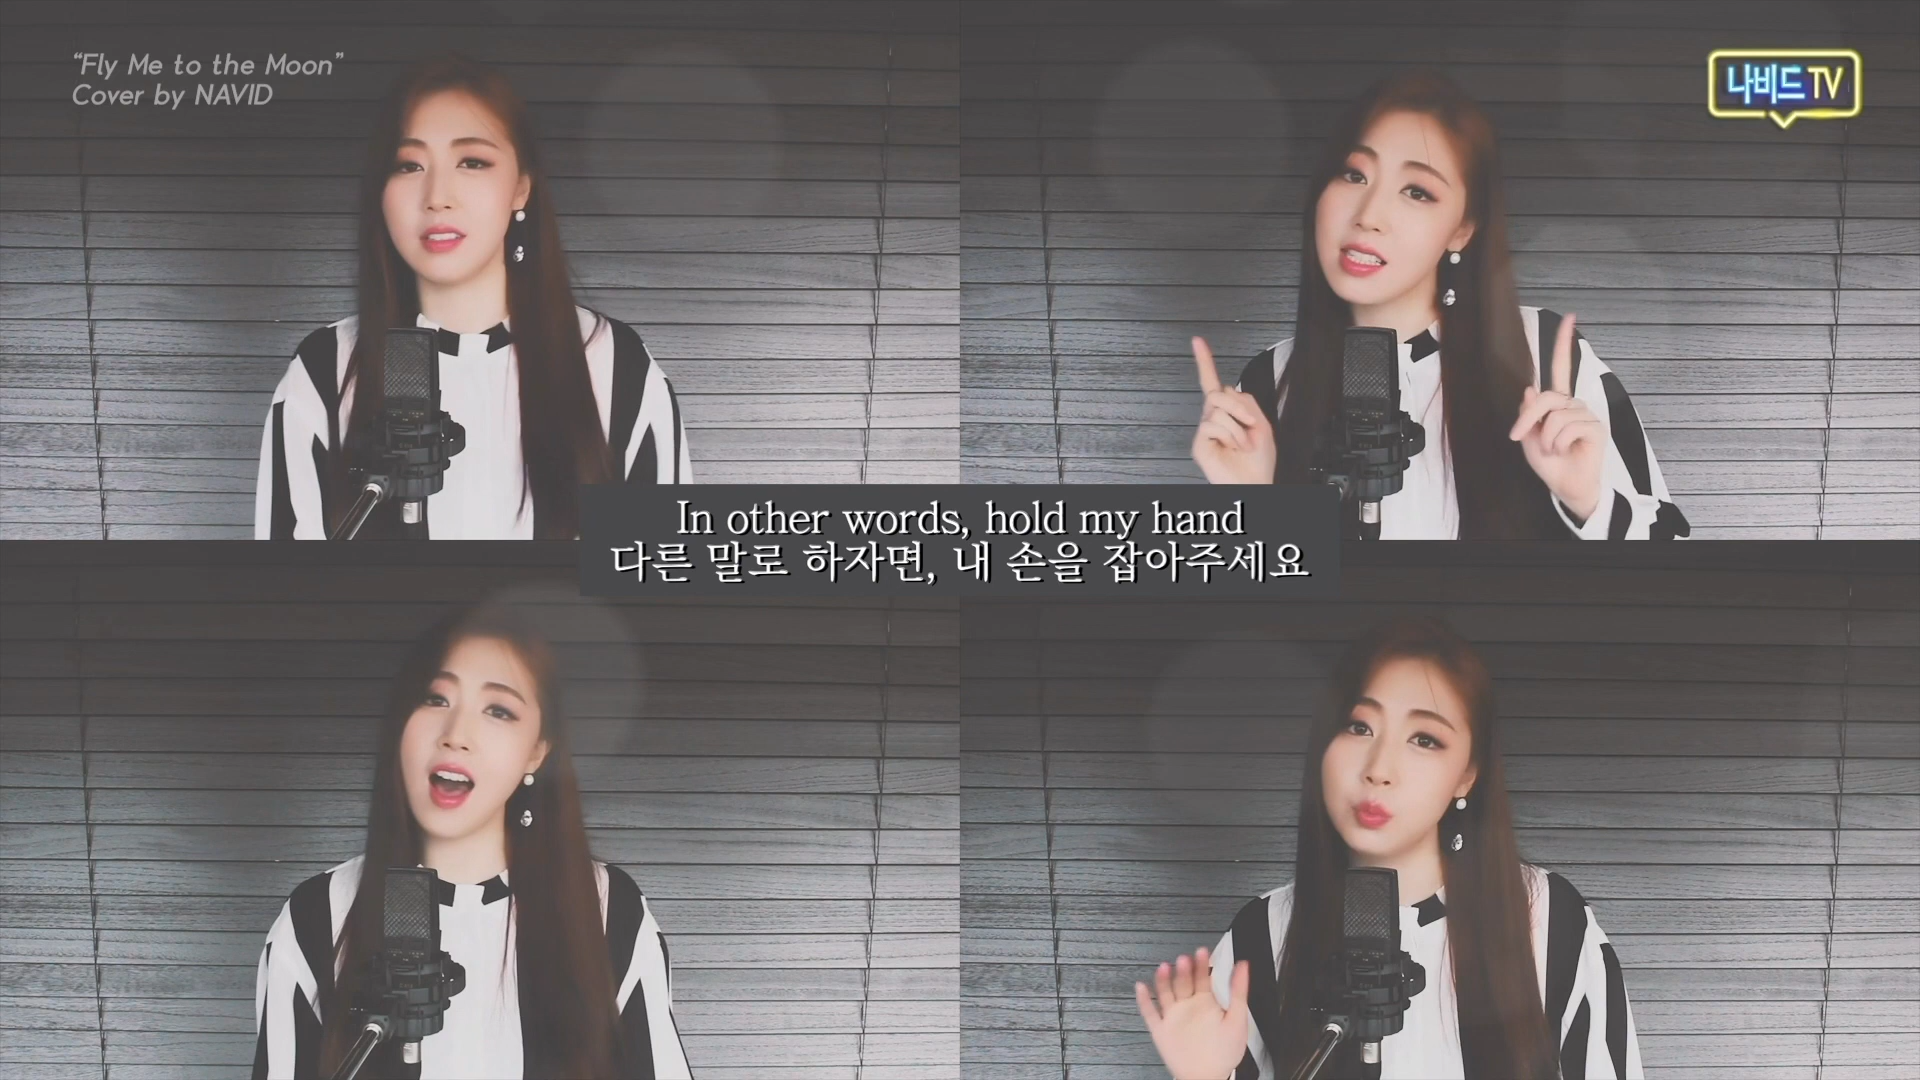 “Fly Me to the Moon”
Cover by NAVID
나비드TV
In other words, hold my hand
다른 말로 하자면, 내 손을 잡아주세요